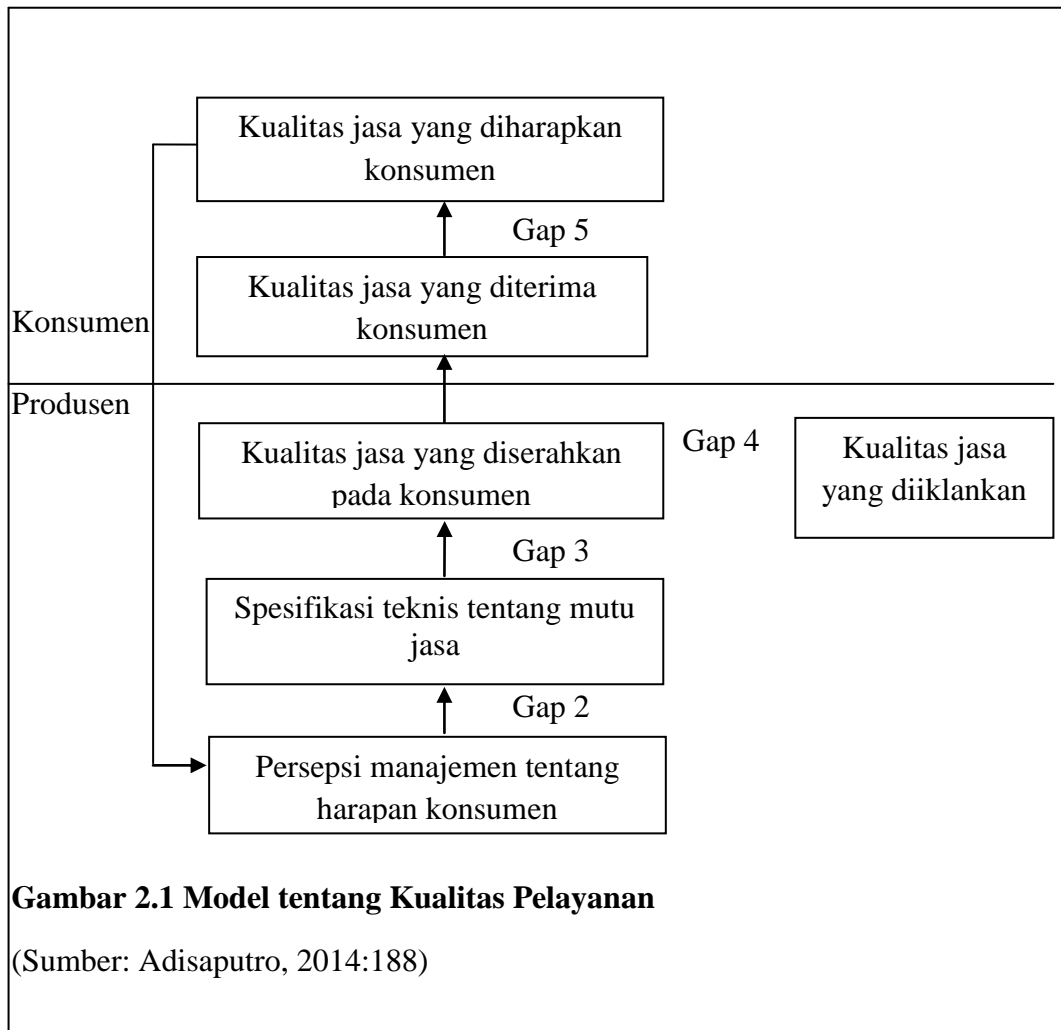 Kualitas jasa yang diharapkan
konsumen
Gap 5
Kualitas jasa yang diterima
konsumen
Konsumen
Produsen
Kualitas jasa yang diserahkan
pada konsumen
Gap 4
Kualitas jasa
yang diiklankan
Gap 3
Spesifikasi teknis tentang mutu
jasa
Gap 2
Persepsi manajemen tentang
harapan konsumen
Gambar 2.1 Model tentang Kualitas Pelayanan
(Sumber: Adisaputro, 2014:188)